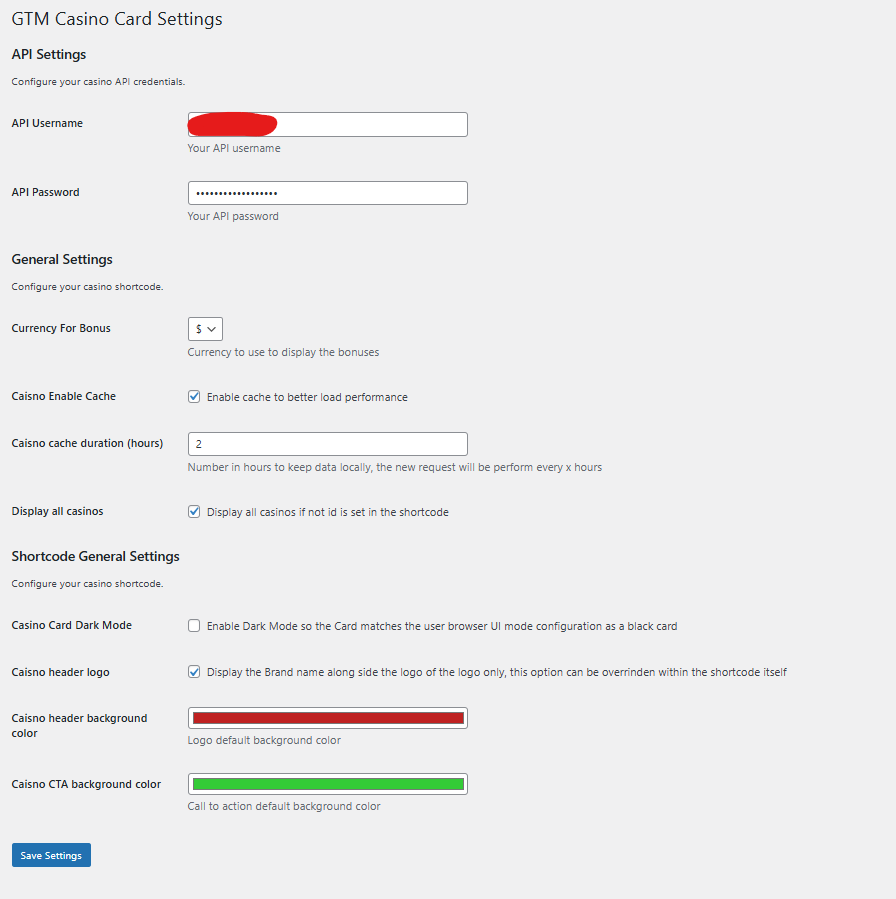 GTM Casino Card Settings
API Settings
Configure your casino API credentials.
API Username
Your API username
API Password
••••••••••••••••••
Your API password
General Settings
Configure your casino shortcode.
Currency For Bonus
$
Currency to use to display the bonuses
Caisno Enable Cache
Enable cache to better load performance
Caisno cache duration (hours)
2
Number in hours to keep data locally, the new request will be perform every x hours
Display all casinos
Display all casinos if not id is set in the shortcode
Shortcode General Settings
Configure your casino shortcode.
Casino Card Dark Mode
Enable Dark Mode so the Card matches the user browser UI mode configuration as a black card
Caisno header logo
Display the Brand name along side the logo of the logo only, this option can be overrinden within the shortcode itself
Caisno header background
color
Logo default background color
Caisno CTA background color
Call to action default background color
Save Settings